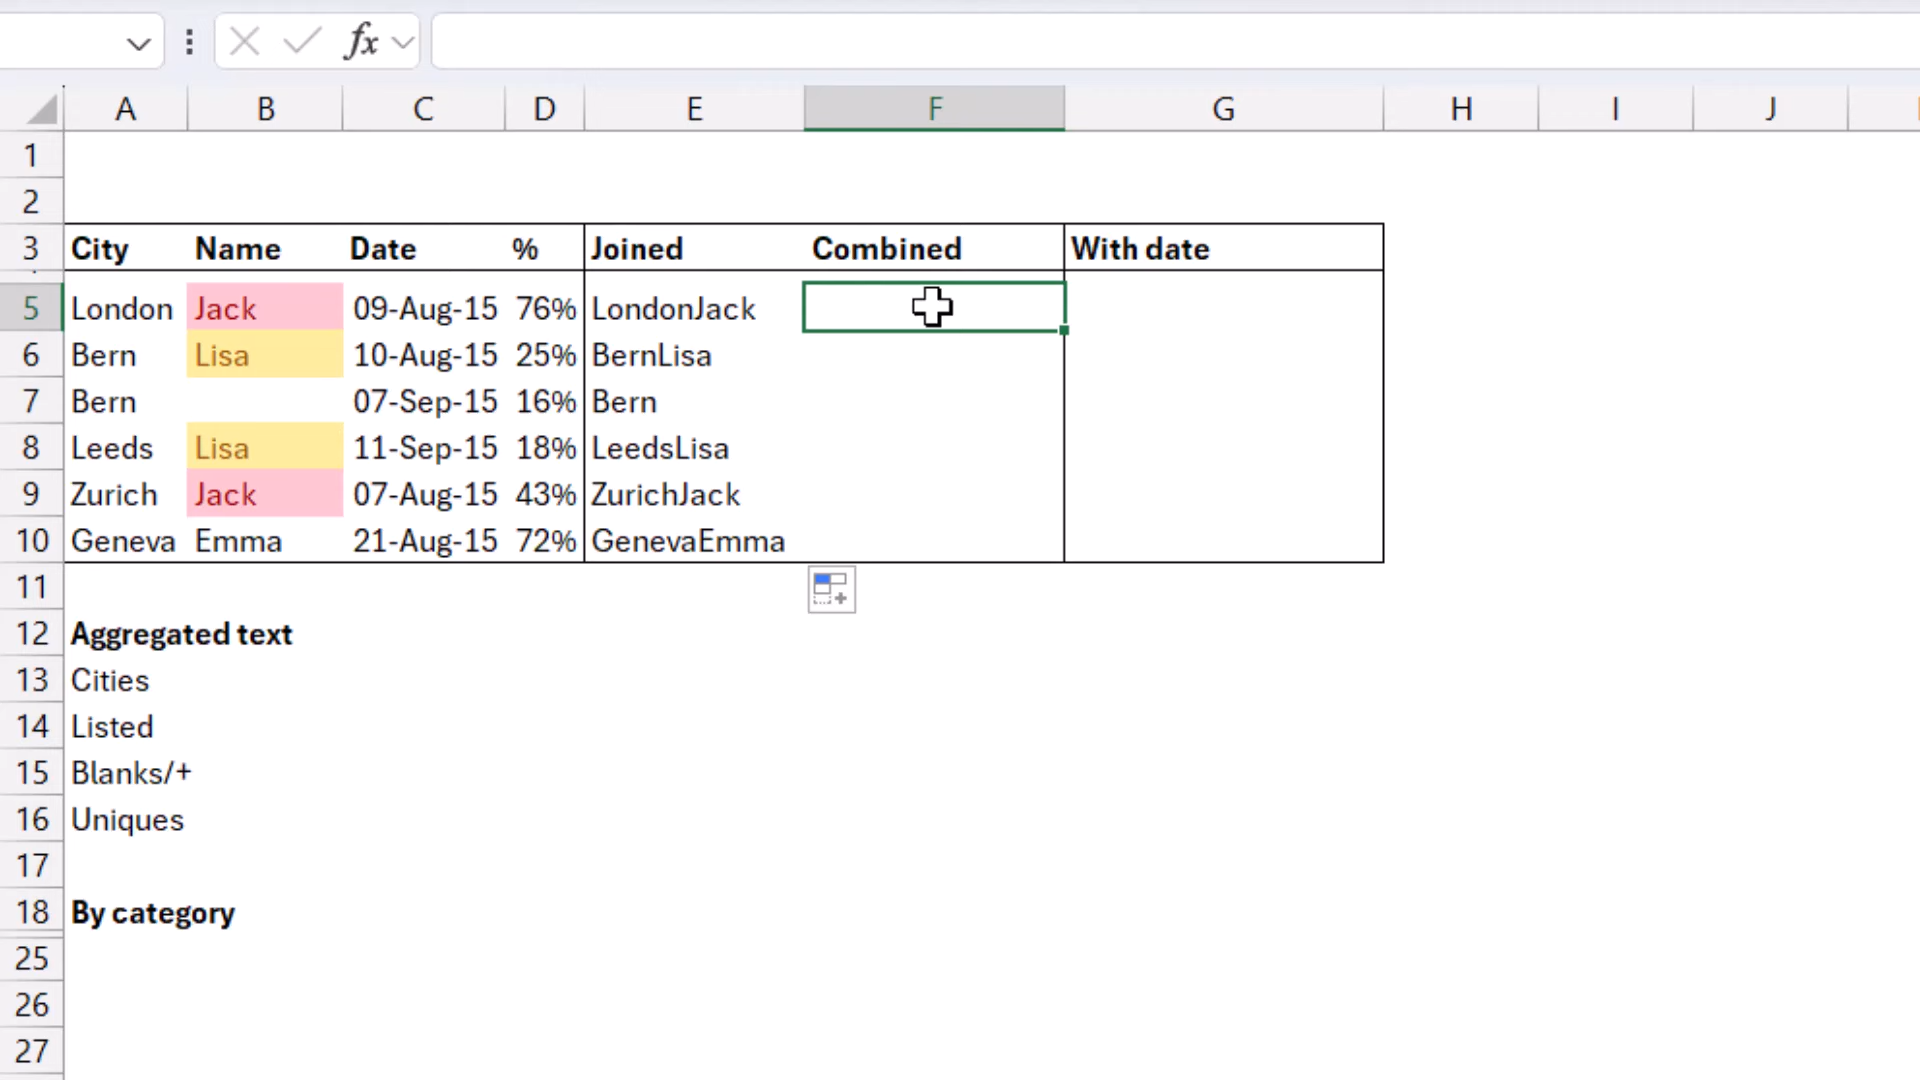 fx
A B C D E F G H I J
1
2
3 City Name Date % Joined Combined With date
5 London Jack 09-Aug-15 76% LondonJack
6 Bern Lisa 10-Aug-15 25% BernLisa
7 Bern 07-Sep-15 16% Bern
8 Leeds Lisa 11-Sep-15 18% LeedsLisa
9 Zurich Jack 07-Aug-15 43% ZurichJack
10 Geneva Emma 21-Aug-15 72% GenevaEmma
11
12 Aggregated text
13 Cities
14 Listed
15 Blanks/+
16 Uniques
17
18 By category
25
26
27